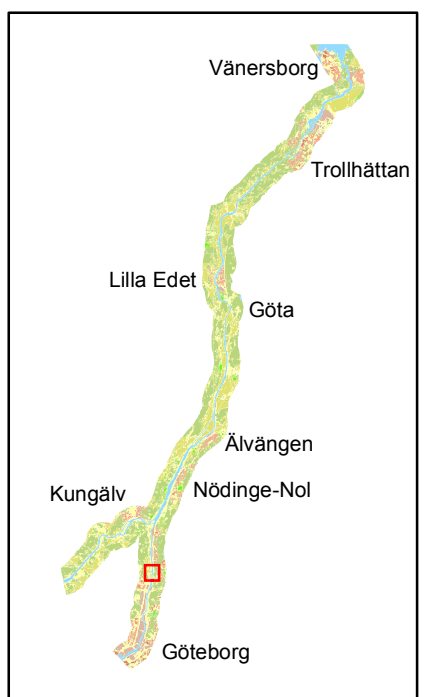 Vänersborg
Trollhättan
Lilla Edet
Göta
Älvängen
Kungälv
Nödinge-Nol
Göteborg